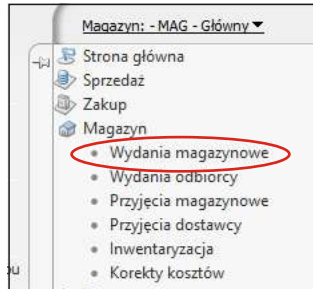 Magazyn: - MAG - Główny
Strona główna
Sprzedaż
Zakup
Magazyn
Wydania magazynowe
Wydania odbiorcy
Przyjęcia magazynowe
Przyjęcia dostawcy
Inwentaryzacja
Korekty kosztów